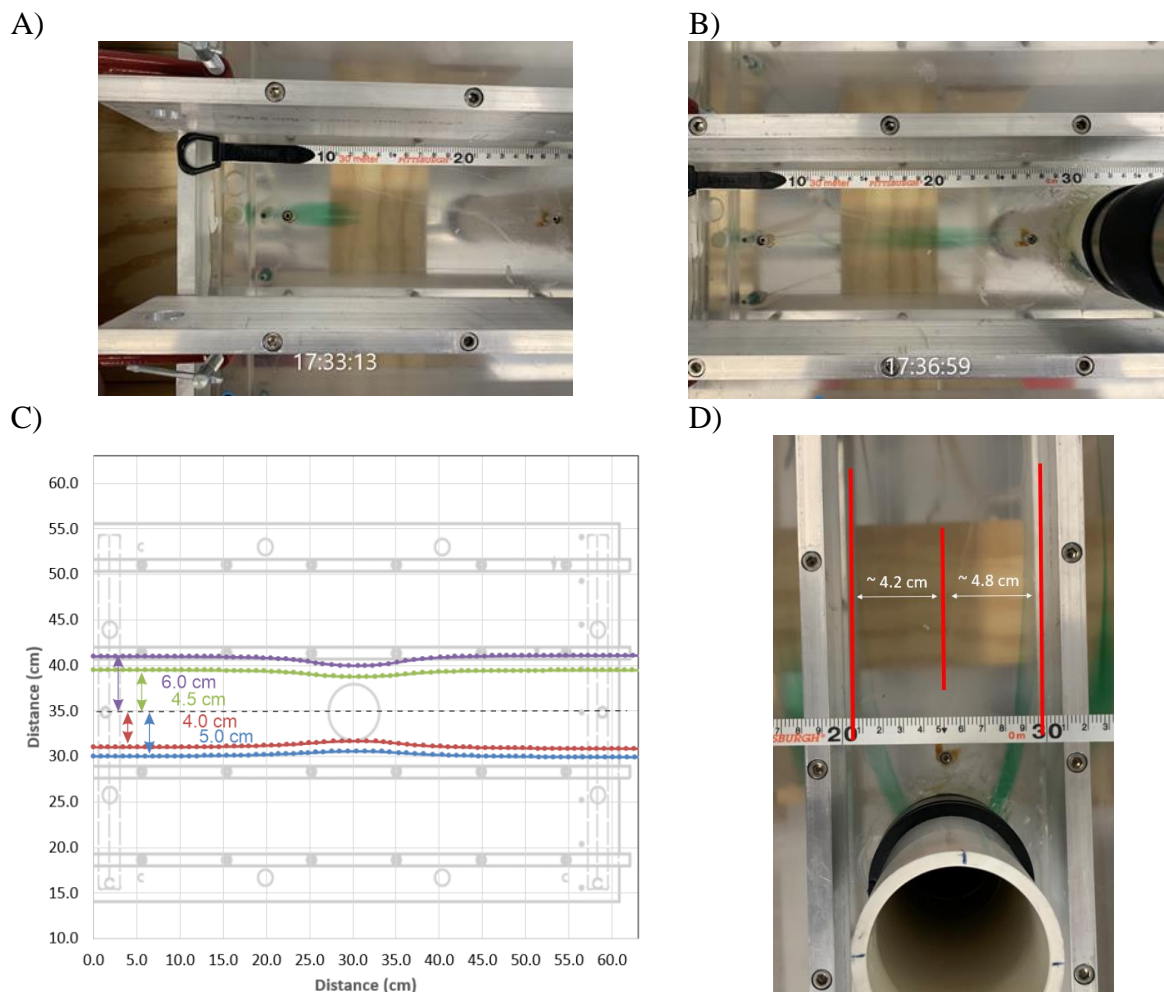 A)
10 30 meter PITTSBURGH 20
17:33:13
B)
10 30 meter PITTSBURGH 20 0m 30
17:36:59
C)
60.0
55.0
50.0
45.0
40.0
6.0 cm
4.5 cm
35.0
4.0 cm
5.0 cm
30.0
25.0
20.0
15.0
10.0
0.0 5.0 10.0 15.0 20.0 25.0 30.0 35.0 40.0 45.0 50.0 55.0 60.0
Distance (cm)
Distance (cm)
D)
~ 4.2 cm ~ 4.8 cm
SBURGH® 20 0m 30